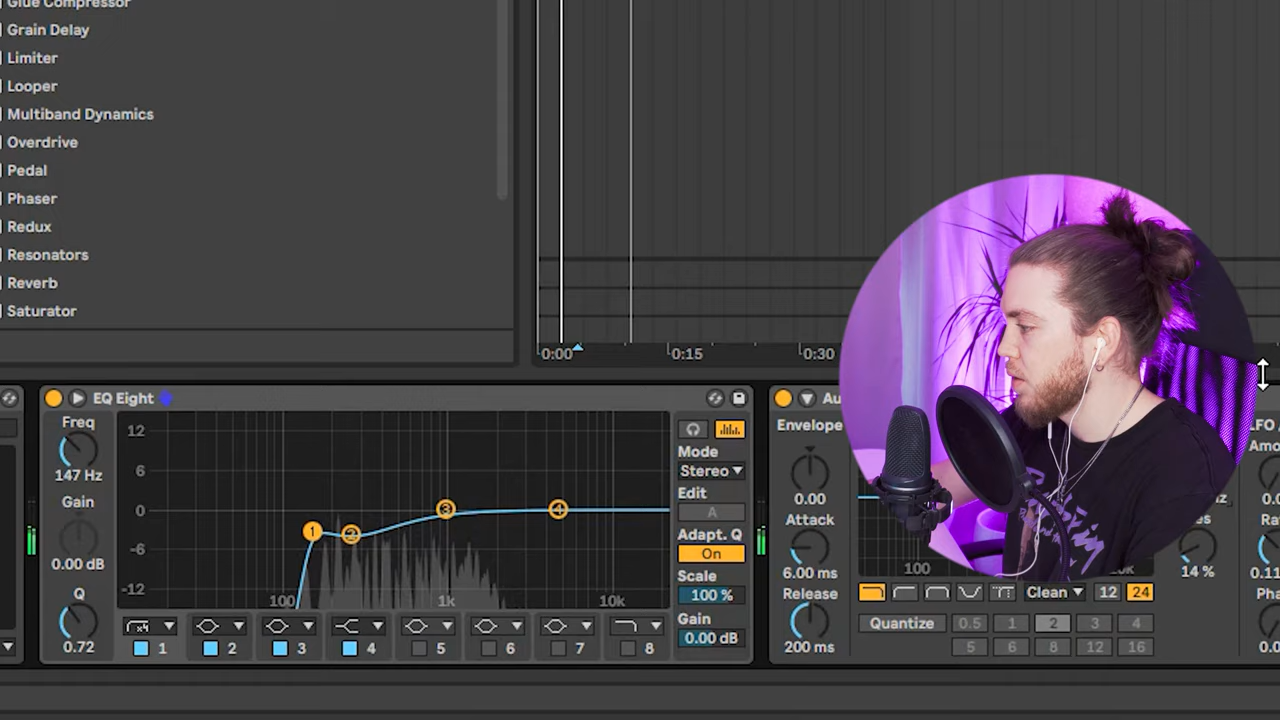 Glue Compressor
Grain Delay
Limiter
Looper
Multiband Dynamics
Overdrive
Pedal
Phaser
Redux
Resonators
Reverb
Saturator
0:00 0:15 0:30
EQ Eight
Freq
147 Hz
Gain
0.00 dB
Q
0.72
12
6
0
-6
-12
100 1k 10k
1 2 3 4
1 2 3 4 5 6 7 8
Mode
Stereo
Edit
A
Adapt. Q
On
Scale
100 %
Gain
0.00 dB
Au
Envelope
0.00
Attack
6.00 ms
Release
200 ms
100
Clean 12 24
Quantize 0.5 1 2 3 4
5 6 8 12 16
14 %